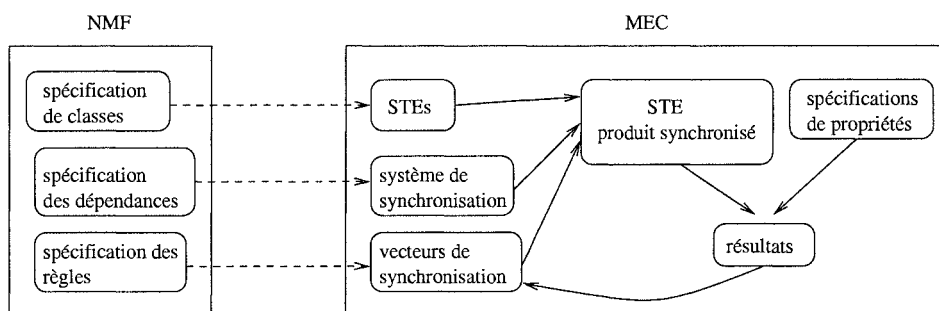 NMF
MEC
spécification
de classes
STEs
STE
produit synchronisé
spécifications
de propriétés
spécification
des dépendances
système de
synchronisation
spécification des
règles
vecteurs de
synchronisation
résultats